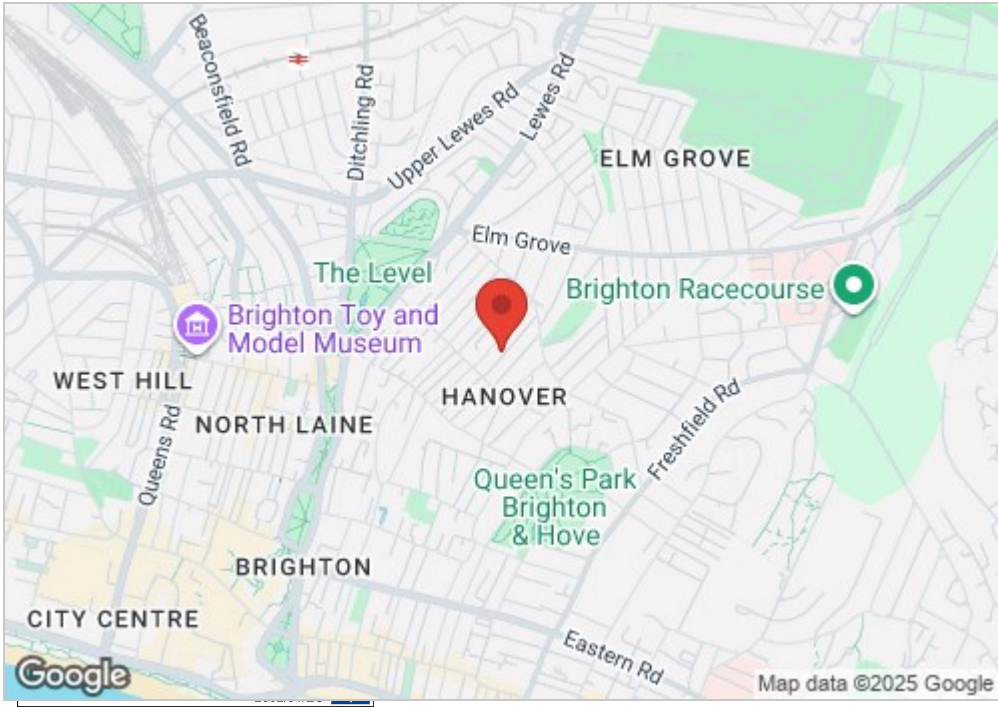 Beaconsfield Rd
Ditchling Rd
Upper Lewes Rd
Lewes Rd
ELM GROVE
Elm Grove
The Level
Brighton Racecourse
Brighton Toy and
Model Museum
WEST HILL
HANOVER
NORTH LAINE
Queens Rd
Freshfield Rd
Queen's Park
Brighton
& Hove
BRIGHTON
CITY CENTRE
Eastern Rd
Google
Map data ©2025 Google